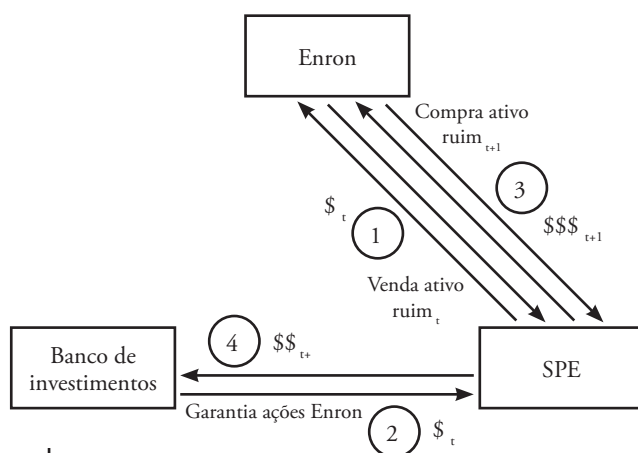 Enron
Compra ativo
ruim t+1
3
$ t
1
$$$ t+1
Venda ativo
ruim t
4
$$ t+
Banco de
investimentos
SPE
Garantia ações Enron
2
$ t